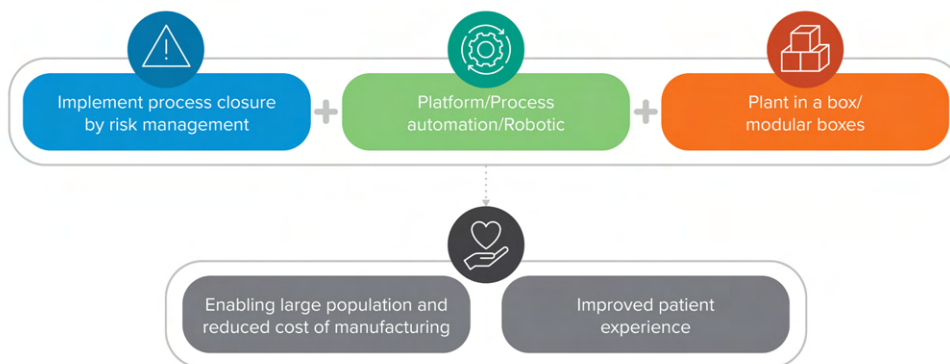 Implement process closure
by risk management
+
Platform/Process
automation/Robotic
+
Plant in a box/
modular boxes
Enabling large population and
reduced cost of manufacturing
Improved patient
experience